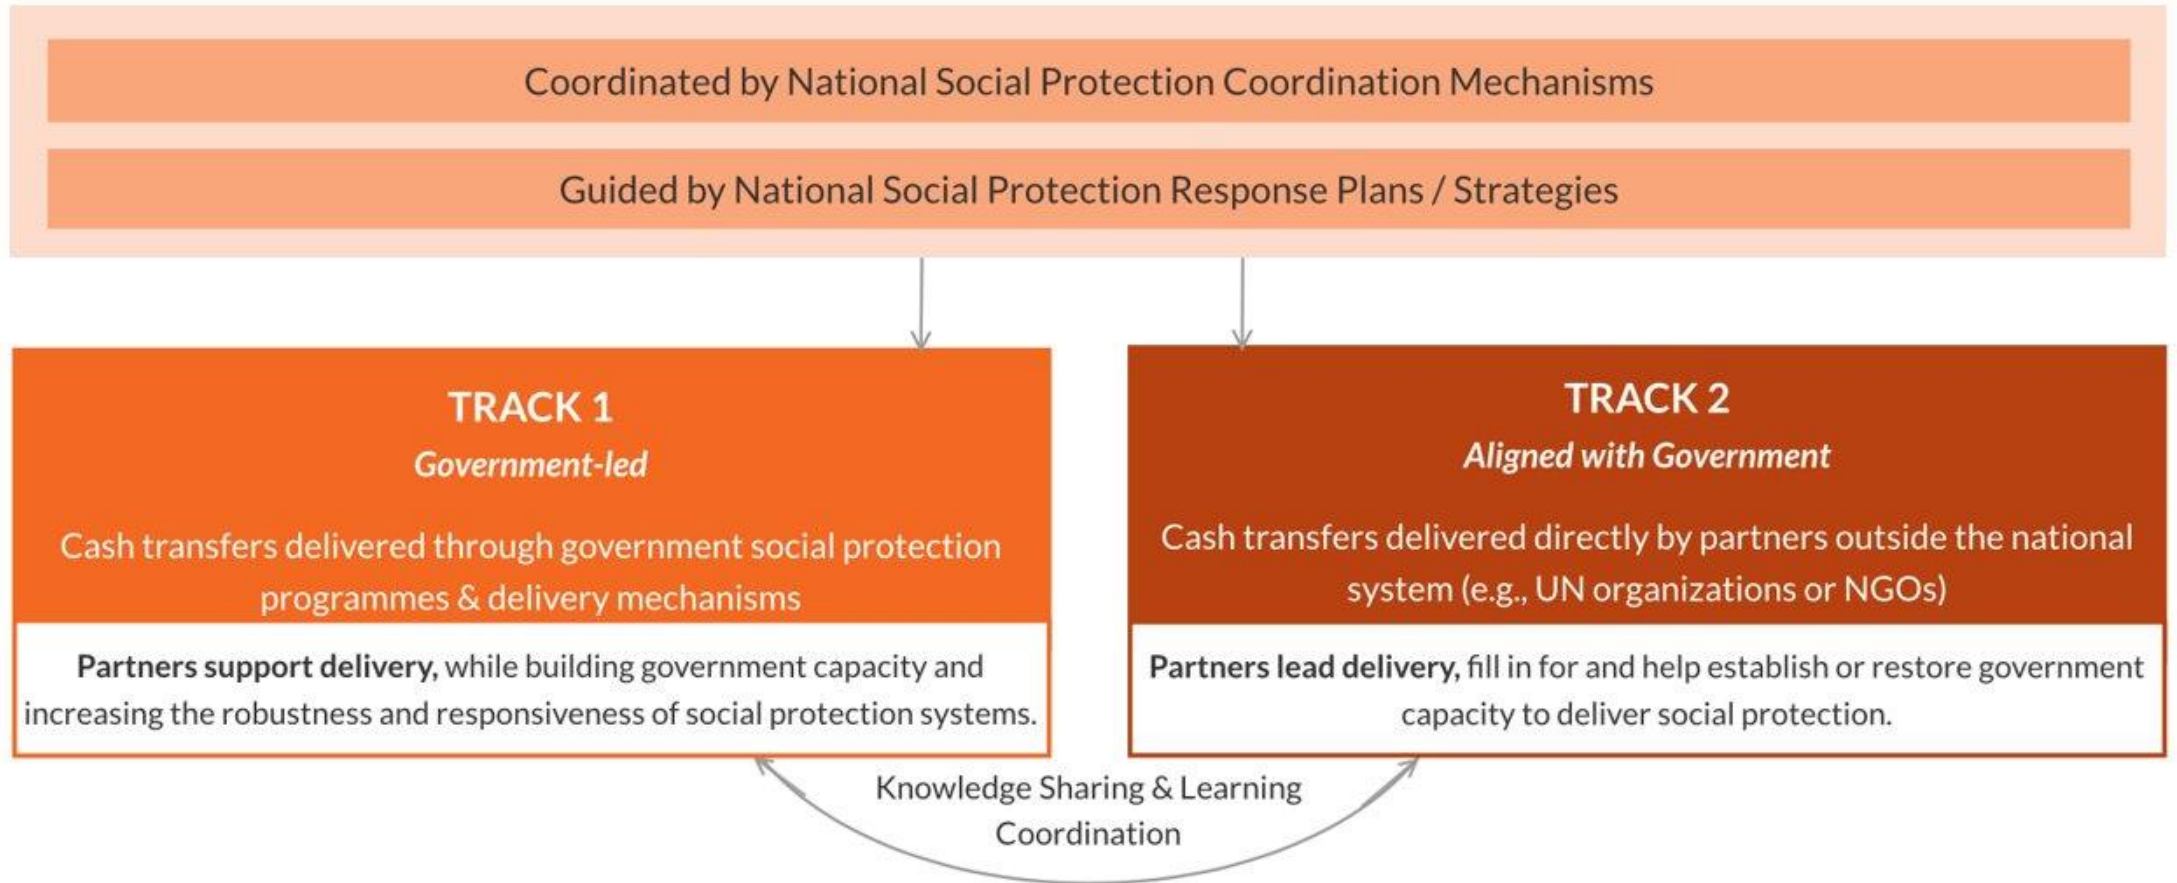 Coordinated by National Social Protection Coordination Mechanisms
Guided by National Social Protection Response Plans / Strategies
TRACK 1
Government-led
Cash transfers delivered through government social protection
programmes & delivery mechanisms
Partners support delivery, while building government capacity and
increasing the robustness and responsiveness of social protection systems.
TRACK 2
Aligned with Government
Cash transfers delivered directly by partners outside the national
system (e.g., UN organizations or NGOs)
Partners lead delivery, fill in for and help establish or restore government
capacity to deliver social protection.
Knowledge Sharing & Learning
Coordination